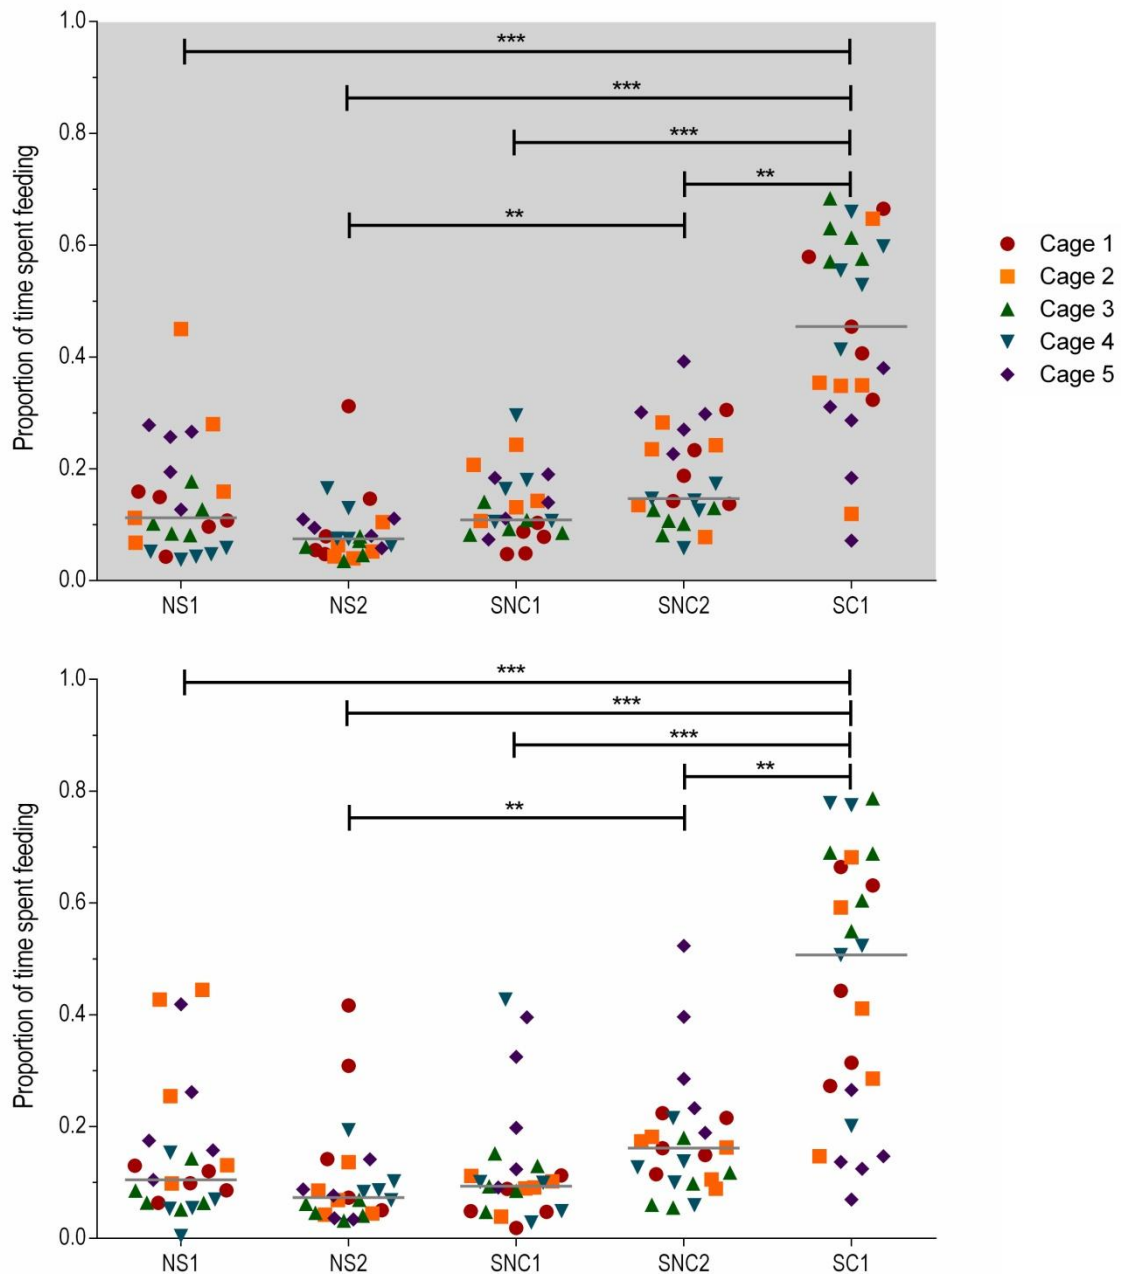 1.0
***
***
0.8
***
**
**
0.6
0.4
0.2
0.0
Proportion of time spent feeding
NS1 NS2 SNC1 SNC2 SC1
Cage 1
Cage 2
Cage 3
Cage 4
Cage 5
1.0
***
***
***
**
0.8
**
0.6
0.4
0.2
0.0
Proportion of time spent feeding
NS1 NS2 SNC1 SNC2 SC1